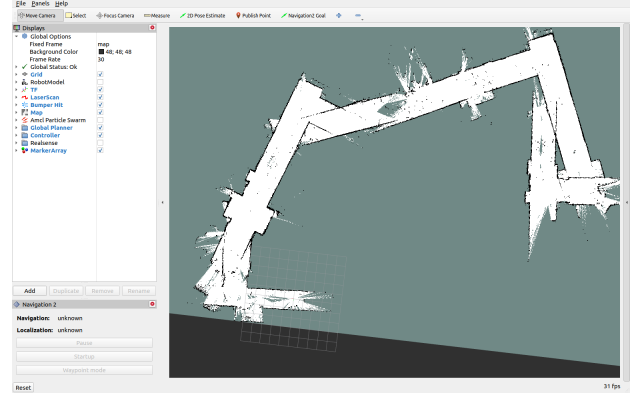 File Panels Help
Move Camera Select Focus Camera Measure 2D Pose Estimate Publish Point Navigation2 Goal
Displays
Global Options
Fixed Frame map
Background Color 48; 48; 48
Frame Rate 30
Global Status: Ok
Grid
RobotModel
TF
LaserScan
Bumper Hit
Map
Amcl Particle Swarm
Global Planner
Controller
Realsense
MarkerArray
Add Duplicate Remove Rename
Navigation 2
Navigation: unknown
Localization: unknown
Pause
Startup
Waypoint mode
Reset 31 fps